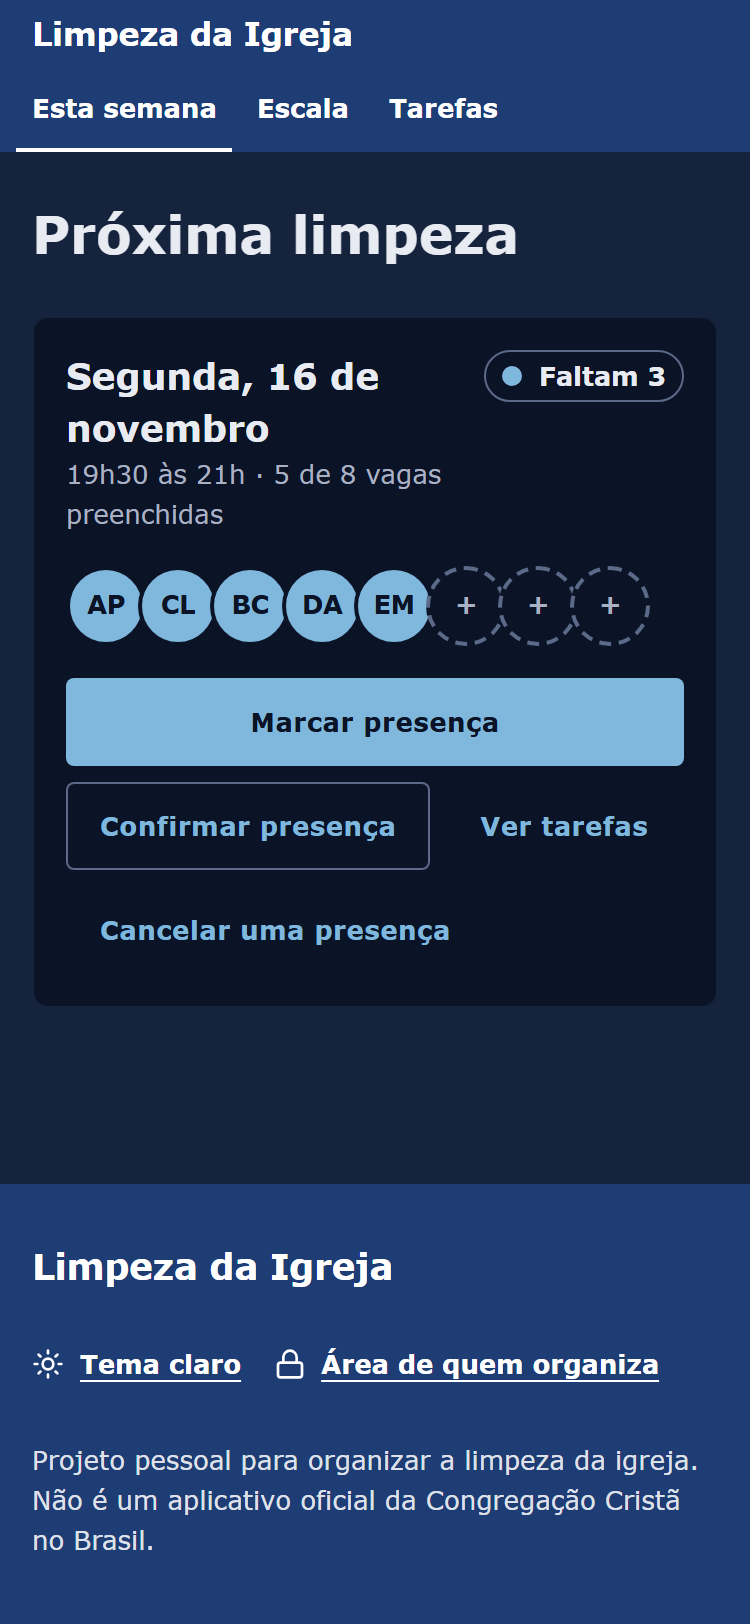 Limpeza da Igreja
Esta semana Escala Tarefas
Próxima limpeza
Segunda, 16 de
novembro
Faltam 3
19h30 às 21h · 5 de 8 vagas
preenchidas
AP CL BC DA EM + + +
Marcar presença
Confirmar presença Ver tarefas
Cancelar uma presença
Limpeza da Igreja
Tema claro Área de quem organiza
Projeto pessoal para organizar a limpeza da igreja.
Não é um aplicativo oficial da Congregação Cristã
no Brasil.